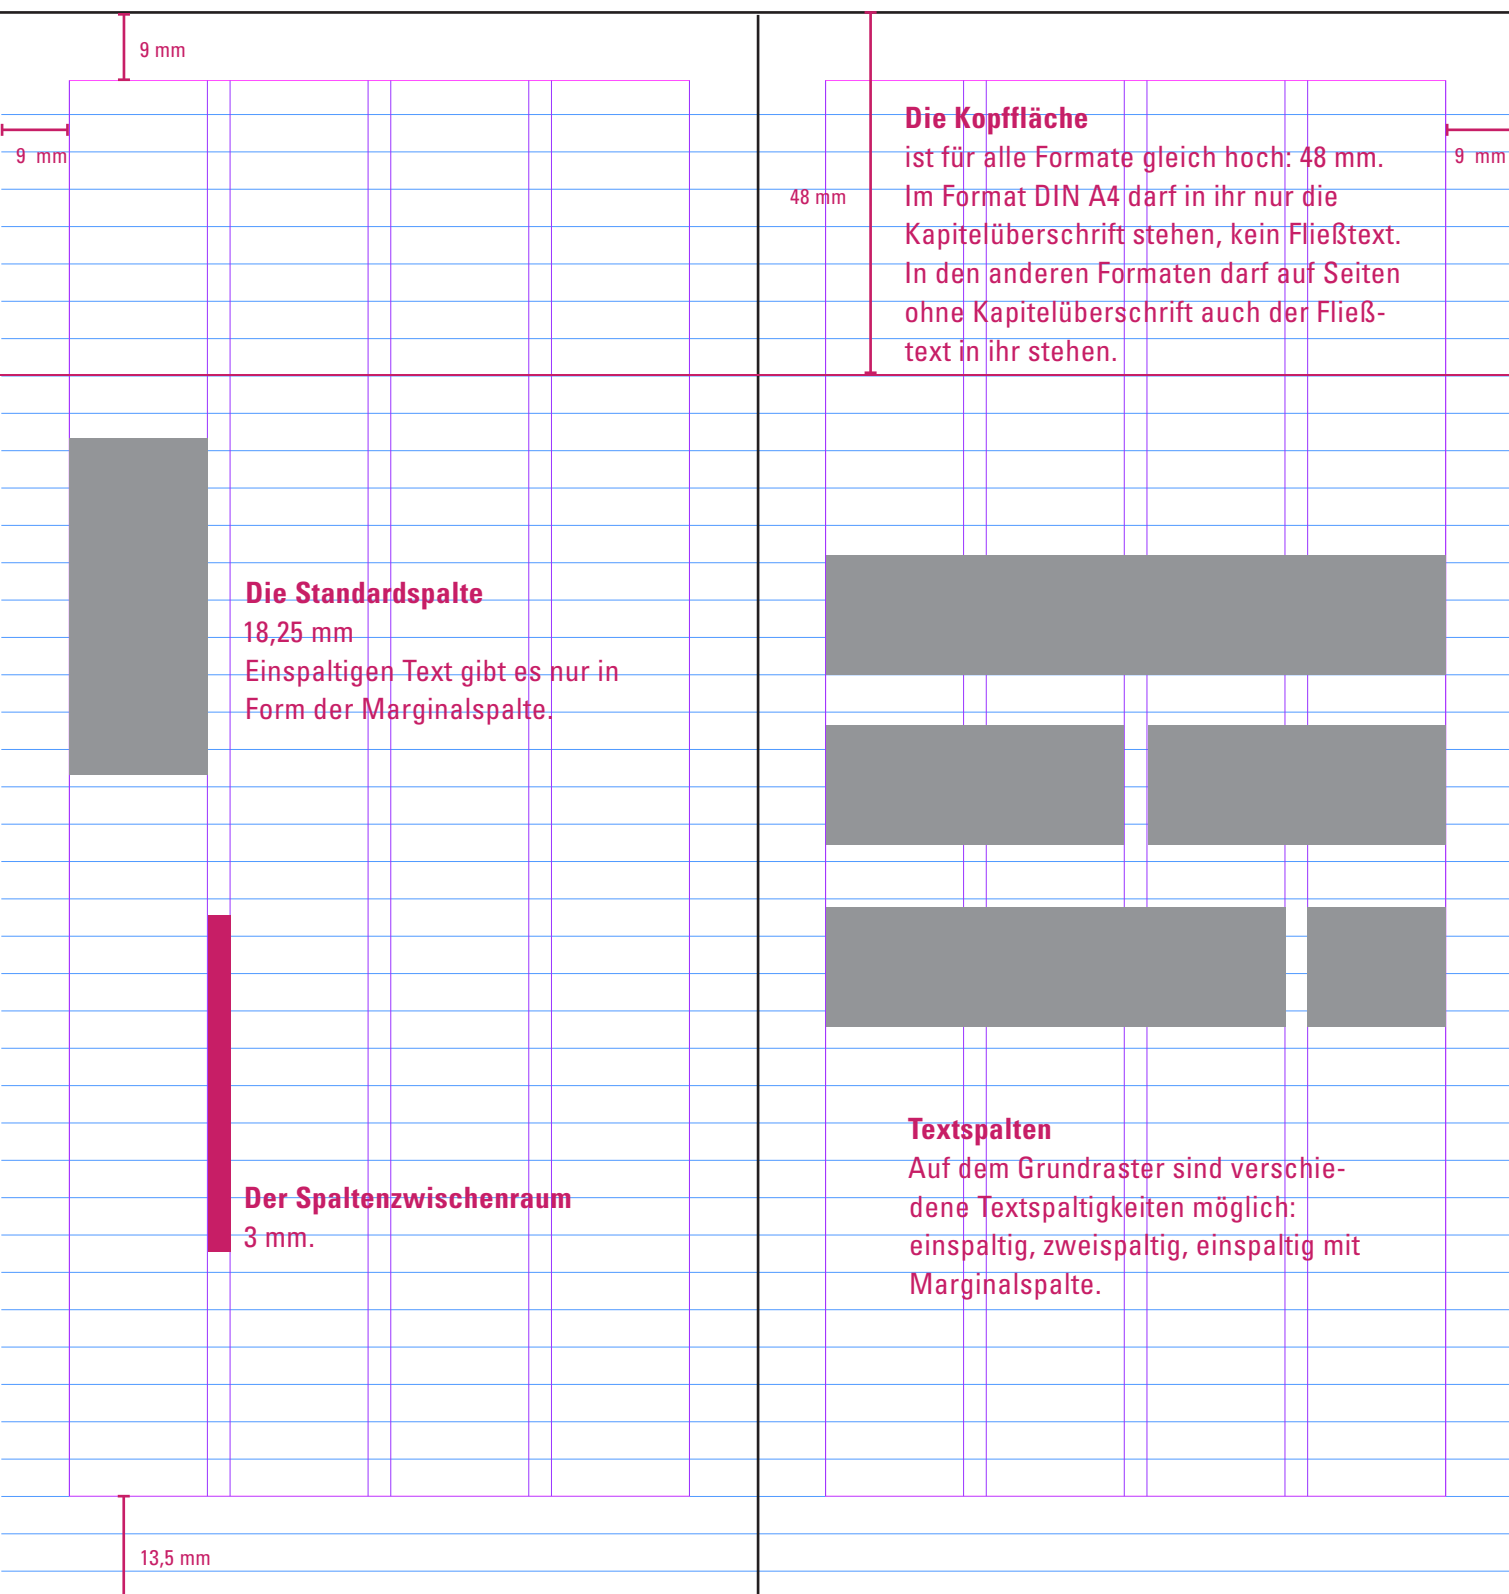 9 mm
9 mm
Die Kopffläche
ist für alle Formate gleich hoch: 48 mm.
Im Format DIN A4 darf in ihr nur die
Kapitelüberschrift stehen, kein Fließtext.
In den anderen Formaten darf auf Seiten
ohne Kapitelüberschrift auch der Fließ-
text in ihr stehen.
48 mm
9 mm
Die Standardspalte
18,25 mm
Einspaltigen Text gibt es nur in
Form der Marginalspalte.
Der Spaltenzwischenraum
3 mm.
Textspalten
Auf dem Grundraster sind verschie-
dene Textspaltigkeiten möglich:
einspaltig, zweispaltig, einspaltig mit
Marginalspalte.
13,5 mm